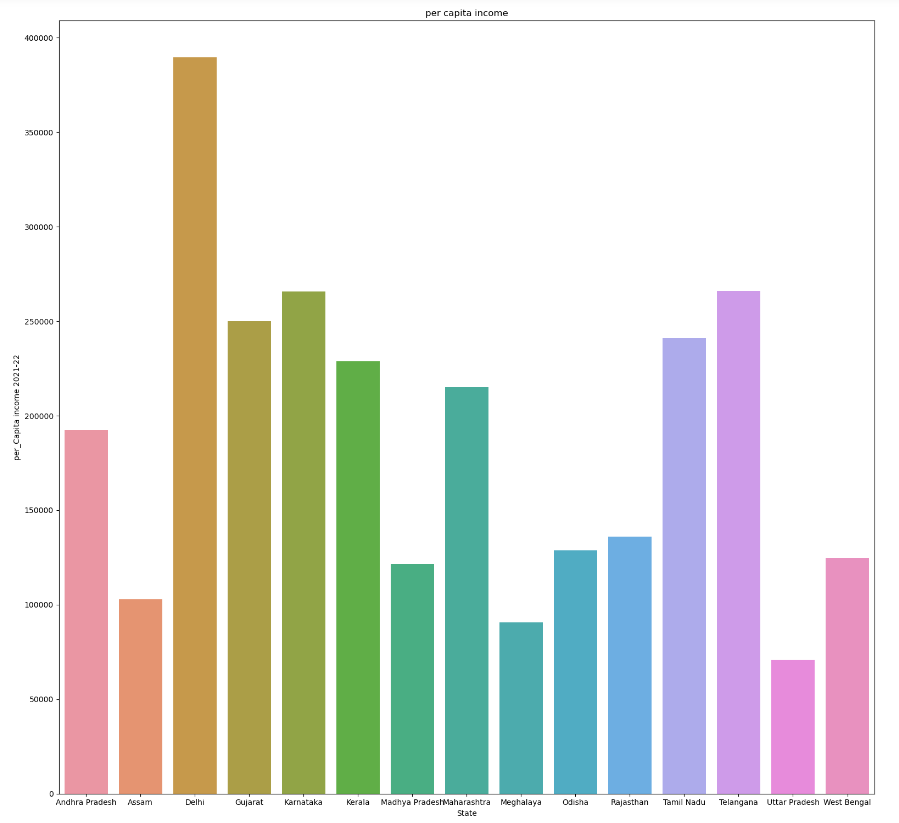 per capita income
400000
350000
300000
250000
200000
150000
100000
50000
0
per_Capita income 2021-22
Andhra Pradesh Assam Delhi Gujarat Karnataka Kerala Madhya Pradesh Maharashtra Meghalaya Odisha Rajasthan Tamil Nadu Telangana Uttar Pradesh West Bengal
State